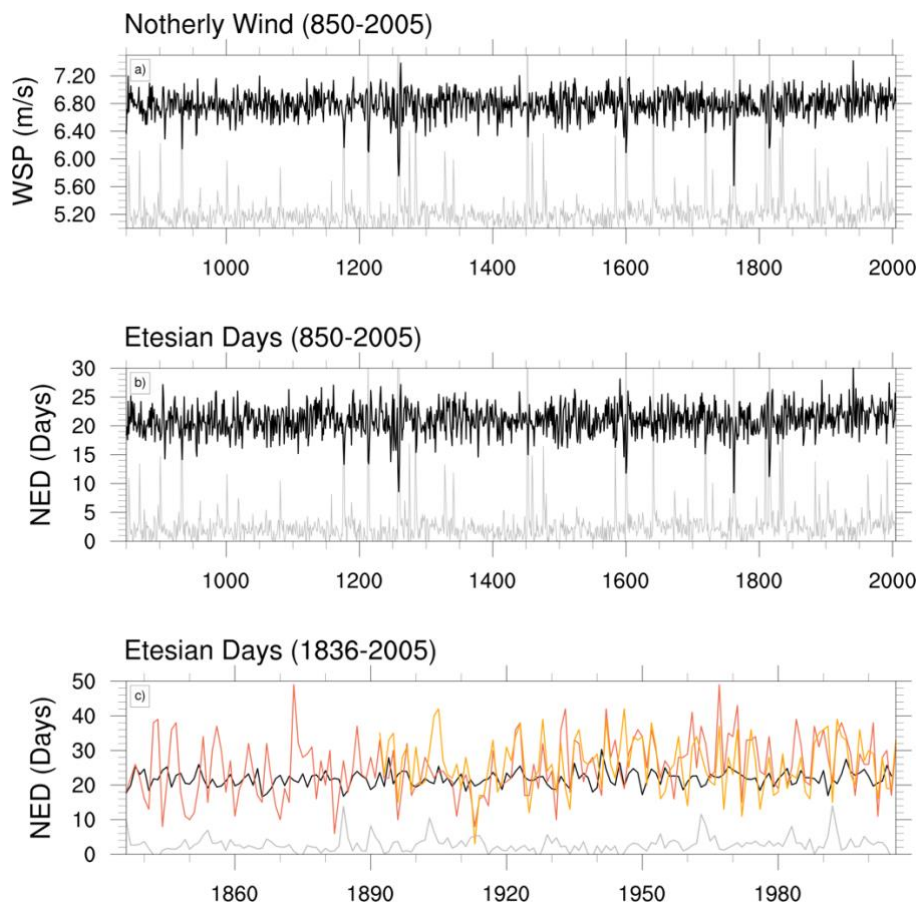 Notherly Wind (850-2005)
a)
WSP (m/s)
7.20
6.80
6.40
6.00
5.60
5.20
1000 1200 1400 1600 1800 2000
Etesian Days (850-2005)
b)
NED (Days)
30
25
20
15
10
5
0
1000 1200 1400 1600 1800 2000
Etesian Days (1836-2005)
c)
NED (Days)
50
40
30
20
10
0
1860 1890 1920 1950 1980